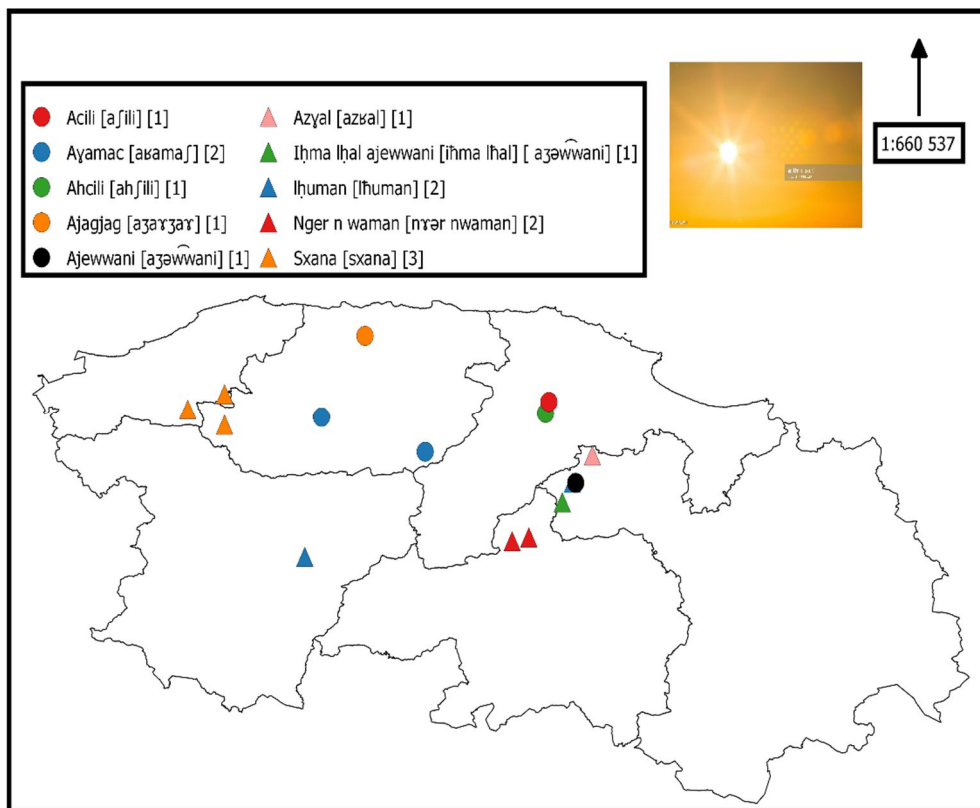 Acili [aʃili] [1]
Aɣamac [aʁamaʃ] [2]
Ahcili [ahʃili] [1]
Ajagjag [aʒaɤʒaɤ] [1]
Ajewwani [aʒəw͡wani] [1]
Azɣal [azʁal] [1]
Iḥma lḥal ajewwani [iħma lħal] [ aʒəw͡wani] [1]
lḥuman [lħuman] [2]
Nger n waman [nɤər nwaman] [2]
Sxana [sxana] [3]
1:660 537